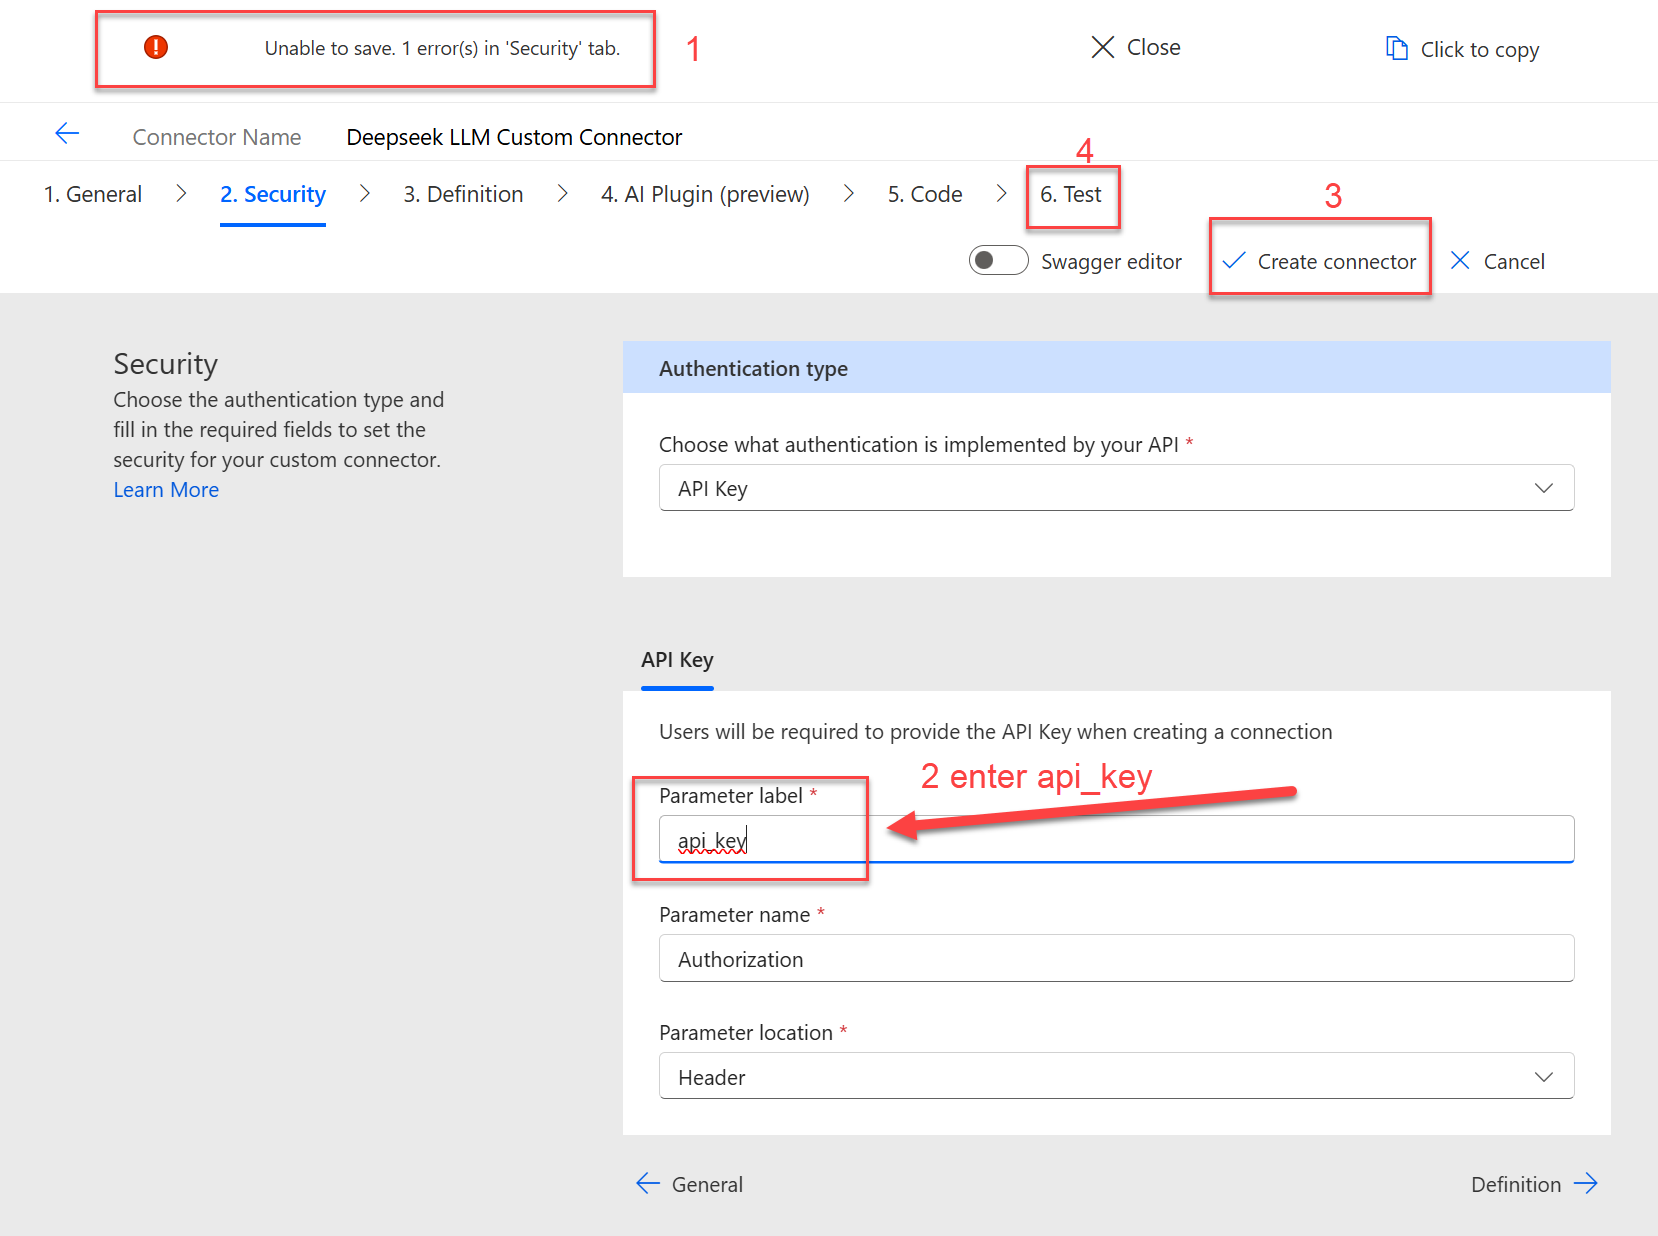 Unable to save. 1 error(s) in 'Security' tab.
1
Close
Click to copy
Connector Name
Deepseek LLM Custom Connector
4
1. General
2. Security
3. Definition
4. AI Plugin (preview)
5. Code
6. Test
3
Swagger editor
Create connector
Cancel
Security
Choose the authentication type and
fill in the required fields to set the
security for your custom connector.
Learn More
Authentication type
Choose what authentication is implemented by your API *
API Key
API Key
Users will be required to provide the API Key when creating a connection
2 enter api_key
Parameter label *
api_key
Parameter name *
Authorization
Parameter location *
Header
General
Definition